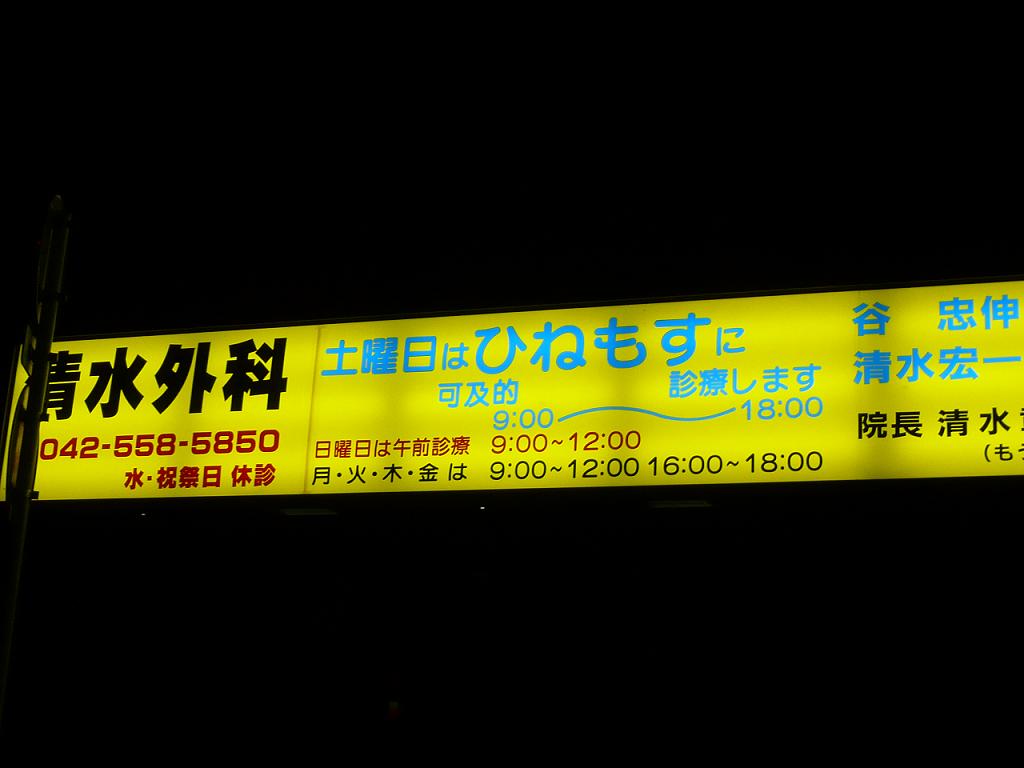 清水外科
042-558-5850
水・祝祭日 休診
土曜日はひねもすに
可及的 診療します
9:00～18:00
日曜日は午前診療 9:00~12:00
月・火・木・金 は 9:00~12:00 16:00~18:00
谷 忠伸
清水宏一
院長 清水
(もう